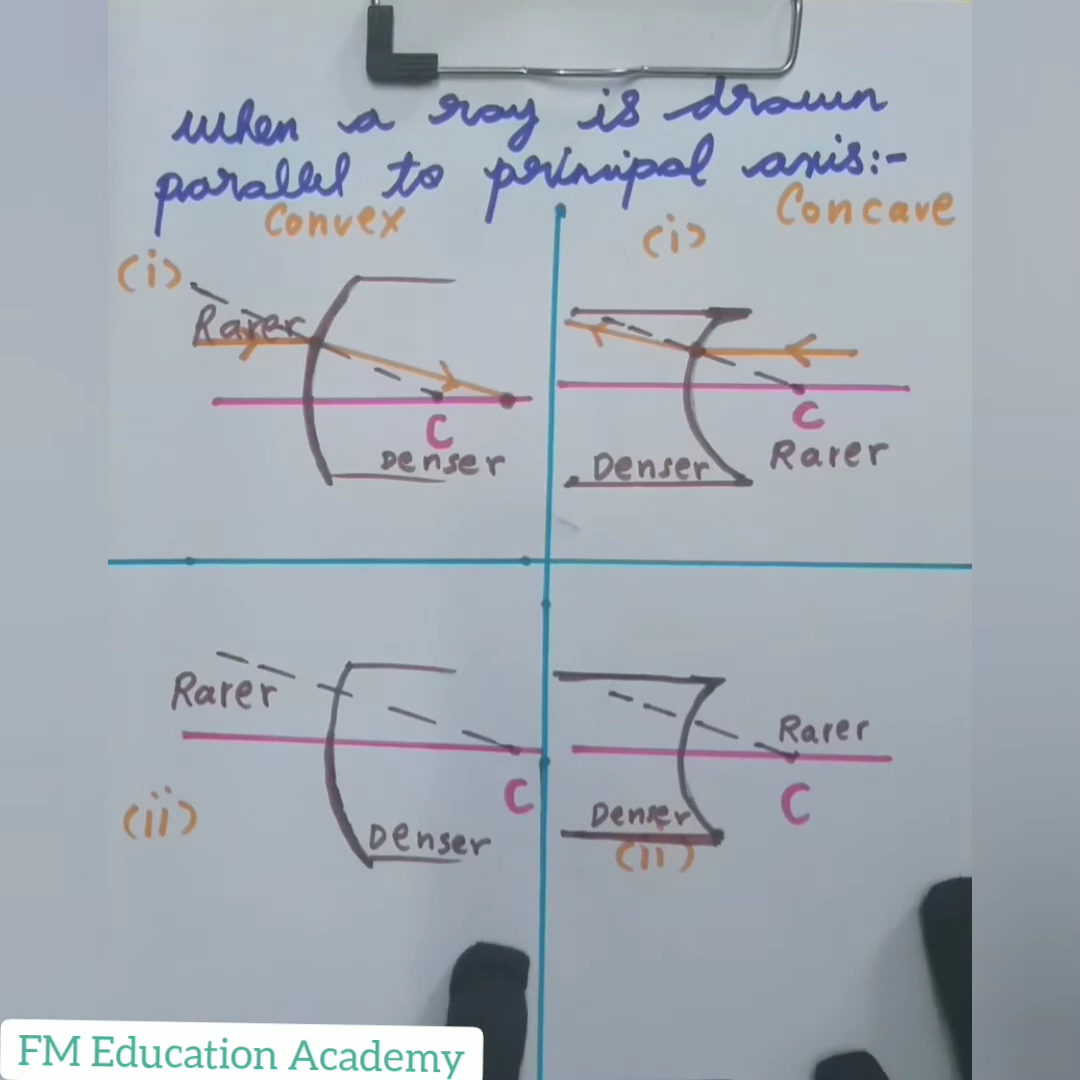 when a ray is drawn
parallel to principal axis:-
Convex
Concave
(i)
(i)
Rarer
C
C
Denser
Denser
Rarer
Rarer
Rarer
C
C
(ii)
Denser
Denser
(ii)
FM Education Academy